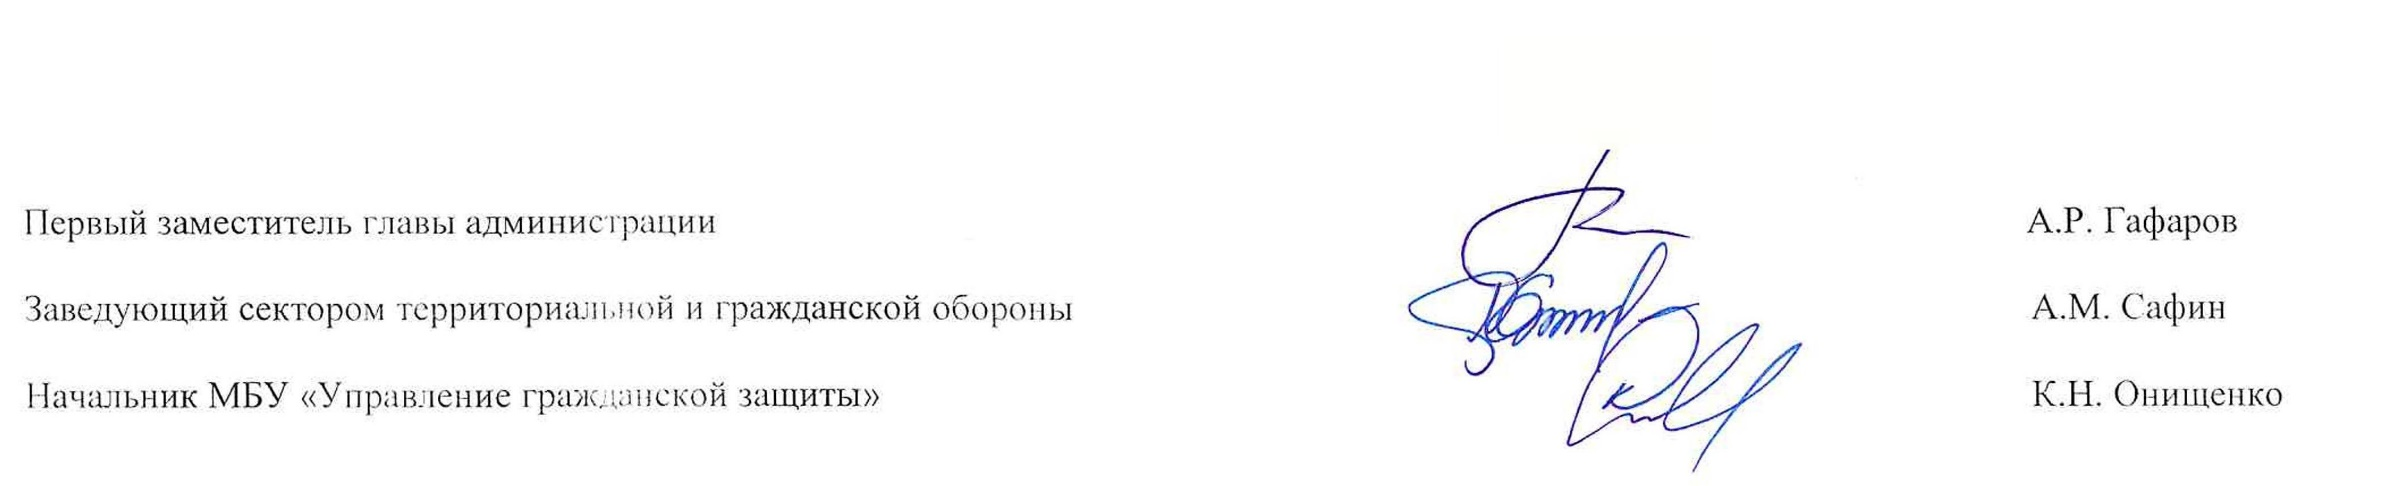 Первый заместитель главы администрации А.Р. Гафаров
Заведующий сектором территориальной и гражданской обороны А.М. Сафин
Начальник МБУ «Управление гражданской защиты» К.Н. Онищенко